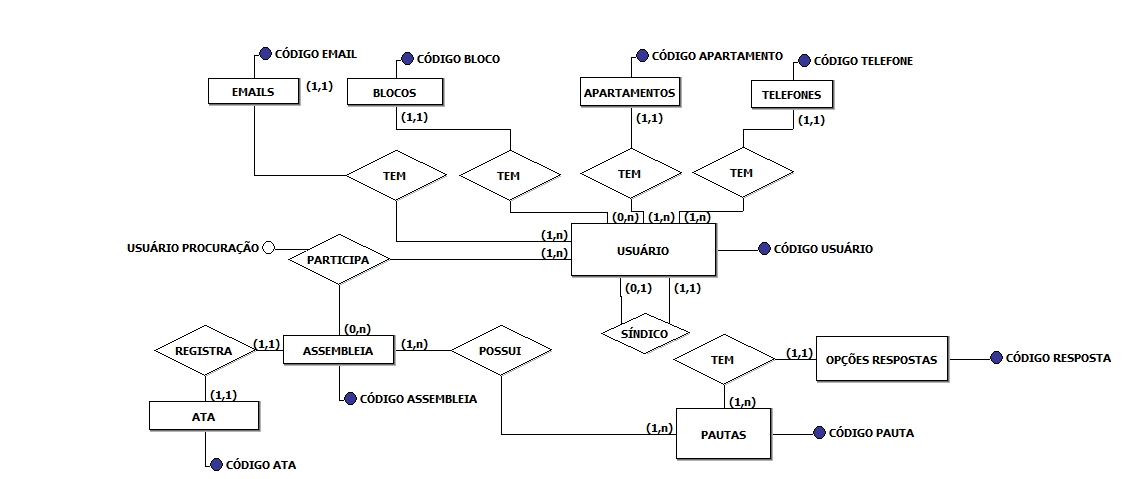 CÓDIGO EMAIL
CÓDIGO BLOCO
CÓDIGO APARTAMENTO
CÓDIGO TELEFONE
EMAILS
(1,1)
BLOCOS
APARTAMENTOS
TELEFONES
(1,1)
(1,1)
(1,1)
TEM
TEM
TEM
TEM
(0,n)
(1,n)
(1,n)
(1,n)
USUÁRIO PROCURAÇÃO
PARTICIPA
(1,n)
USUÁRIO
CÓDIGO USUÁRIO
(0,1)
(1,1)
(0,n)
SÍNDICO
REGISTRA
(1,1)
ASSEMBLEIA
(1,n)
POSSUI
TEM
(1,1)
OPÇÕES RESPOSTAS
CÓDIGO RESPOSTA
(1,1)
CÓDIGO ASSEMBLEIA
(1,n)
ATA
(1,n)
PAUTAS
CÓDIGO PAUTA
CÓDIGO ATA